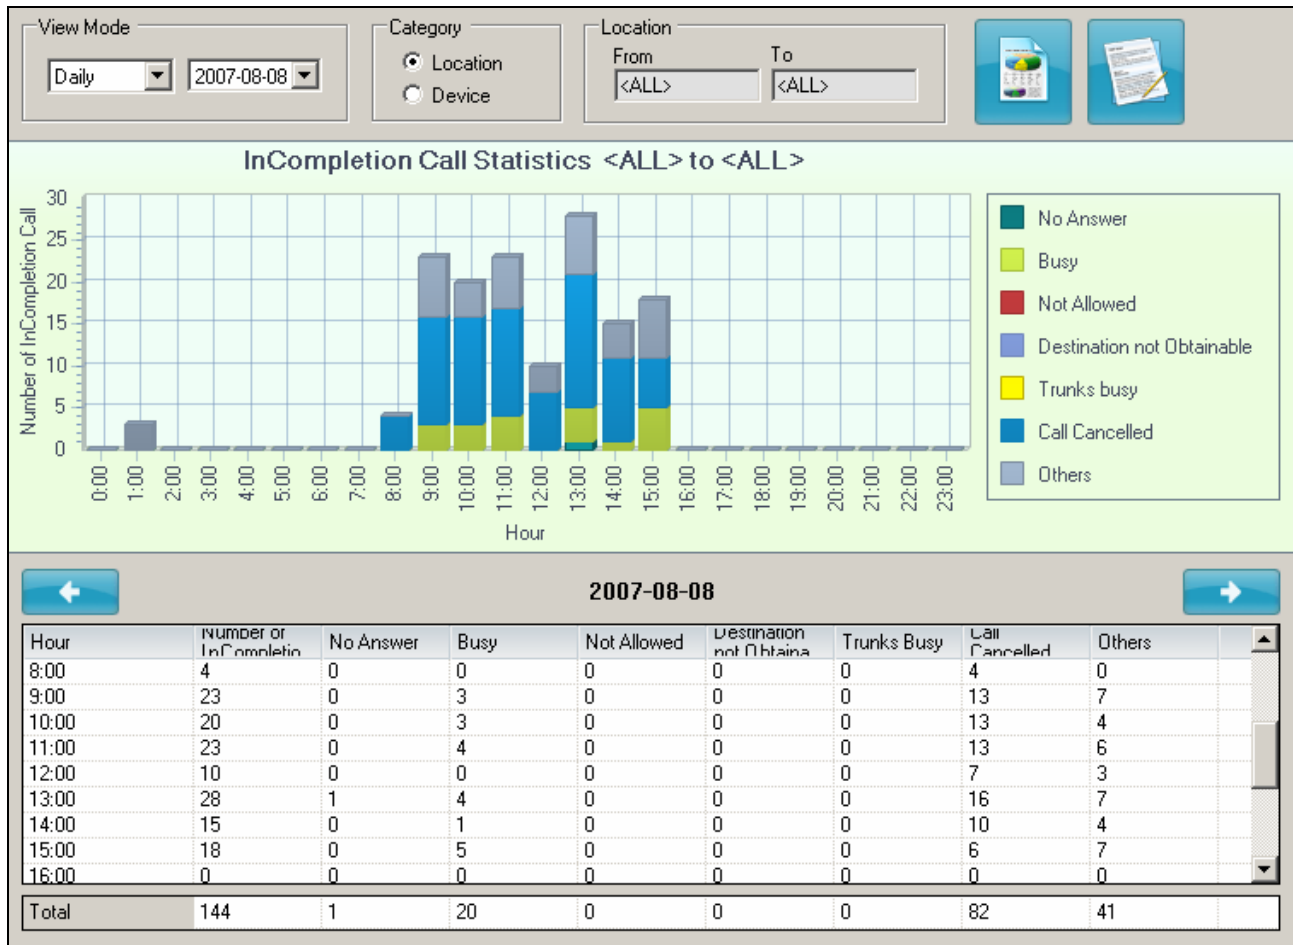 View Mode
Daily 2007-08-08
Category
Location
Device
Location
From To
<ALL> <ALL>
InCompletion Call Statistics <ALL> to <ALL>
Number of InCompletion Call
30
25
20
15
10
5
0
0:00 1:00 2:00 3:00 4:00 5:00 6:00 7:00 8:00 9:00 10:00 11:00 12:00 13:00 14:00 15:00 16:00 17:00 18:00 19:00 20:00 21:00 22:00 23:00
Hour
No Answer
Busy
Not Allowed
Destination not Obtainable
Trunks busy
Call Cancelled
Others
2007-08-08
Hour Number of InCompletio No Answer Busy Not Allowed Destination not Obtaina Trunks Busy Call Cancelled Others
8:00 4 0 0 0 0 0 4 0
9:00 23 0 3 0 0 0 13 7
10:00 20 0 3 0 0 0 13 4
11:00 23 0 4 0 0 0 13 6
12:00 10 0 0 0 0 0 7 3
13:00 28 1 4 0 0 0 16 7
14:00 15 0 1 0 0 0 10 4
15:00 18 0 5 0 0 0 6 7
16:00 0 0 0 0 0 0 0 0
Total 144 1 20 0 0 0 82 41